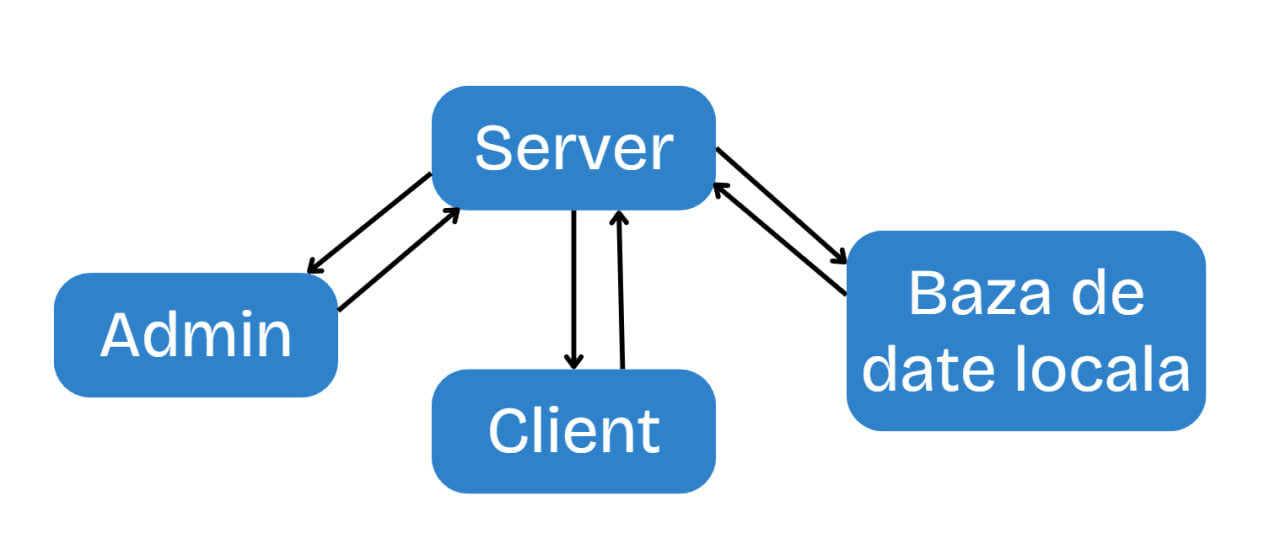 Server
Admin
Client
Baza de
date locala